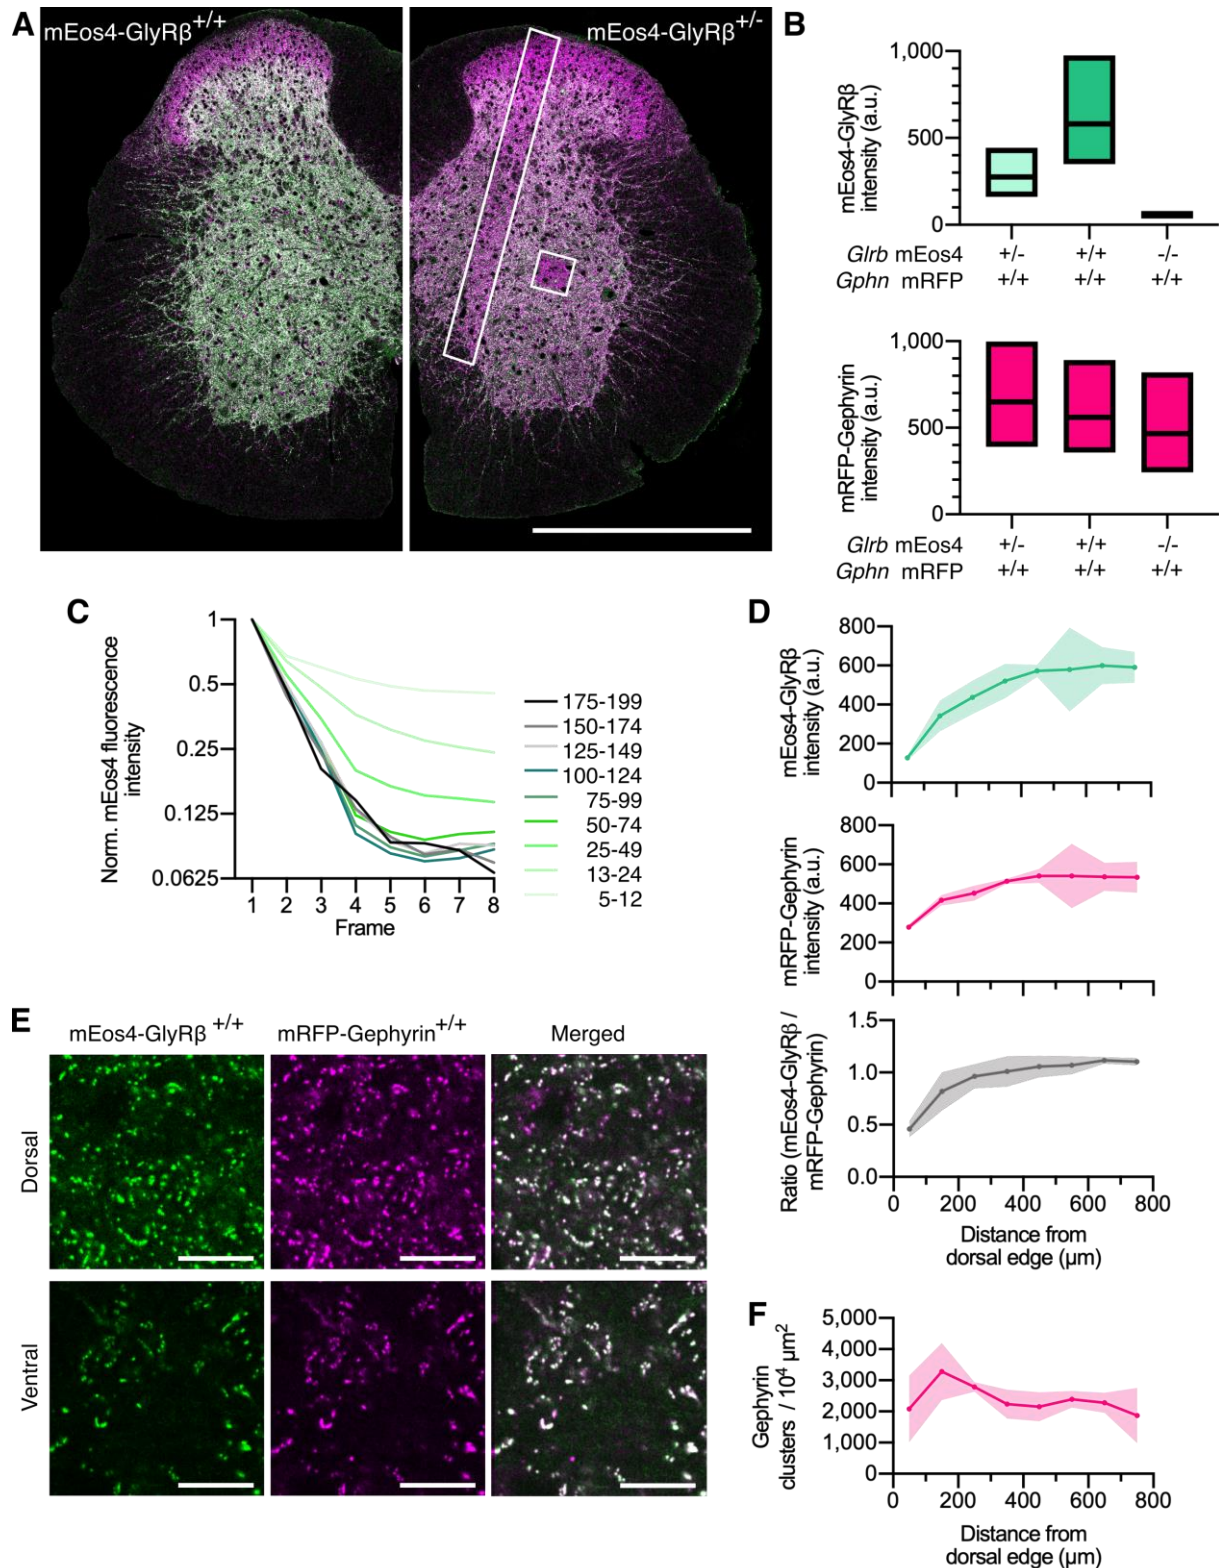 A
mEos4-GlyRβ+/+
mEos4-GlyRβ+/-
B
mEos4-GlyRβ
intensity (a.u.)
1,000
500
0
Glrb mEos4 +/- +/+ -/-
Gphn mRFP +/+ +/+ +/+
mRFP-Gephyrin
intensity (a.u.)
1,000
500
0
Glrb mEos4 +/- +/+ -/-
Gphn mRFP +/+ +/+ +/+
C
Norm. mEos4 fluorescence
intensity
1
0.5
0.25
0.125
0.0625
1 2 3 4 5 6 7 8
Frame
175-199
150-174
125-149
100-124
75-99
50-74
25-49
13-24
5-12
D
mEos4-GlyRβ
intensity (a.u.)
800
600
400
200
0
mRFP-Gephyrin
intensity (a.u.)
800
600
400
200
0
Ratio (mEos4-GlyRβ /
mRFP-Gephyrin)
1.5
1.0
0.5
0.0
0 200 400 600 800
Distance from
dorsal edge (µm)
E
mEos4-GlyRβ +/+
mRFP-Gephyrin+/+
Merged
Dorsal
Ventral
F
Gephyrin
clusters / 10⁴ µm²
5,000
4,000
3,000
2,000
1,000
0
0 200 400 600 800
Distance from
dorsal edge (µm)